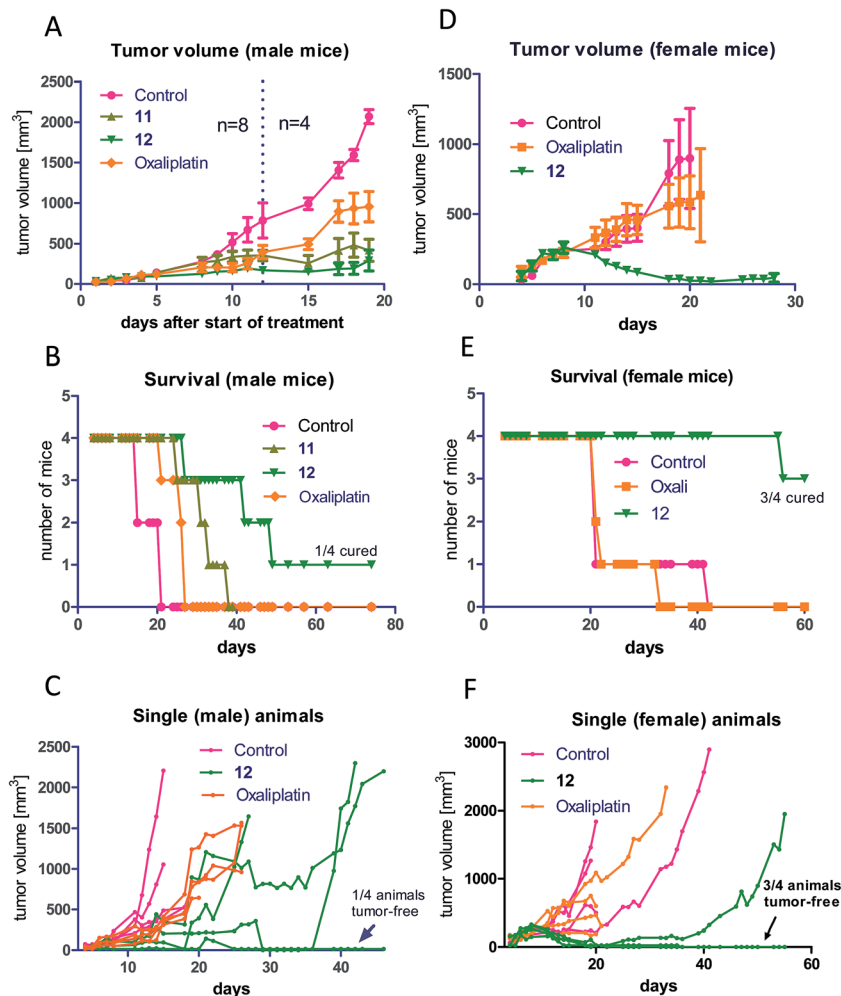 A
Tumor volume (male mice)
tumor volume [mm³]
2500
2000
1500
1000
500
0
Control
11
12
Oxaliplatin
n=8
n=4
0
5
10
15
20
days after start of treatment
B
Survival (male mice)
number of mice
5
4
3
2
1
0
Control
11
12
Oxaliplatin
1/4 cured
0
20
40
60
80
days
C
Single (male) animals
tumor volume [mm³]
2500
2000
1500
1000
500
0
Control
12
Oxaliplatin
1/4 animals
tumor-free
10
20
30
40
days
D
Tumor volume (female mice)
tumor volume [mm³]
1500
1000
500
0
Control
Oxaliplatin
12
0
10
20
30
days
E
Survival (female mice)
number of mice
5
4
3
2
1
0
Control
Oxali
12
3/4 cured
0
20
40
60
days
F
Single (female) animals
tumor volume [mm³]
3000
2000
1000
0
Control
12
Oxaliplatin
3/4 animals
tumor-free
20
40
60
days